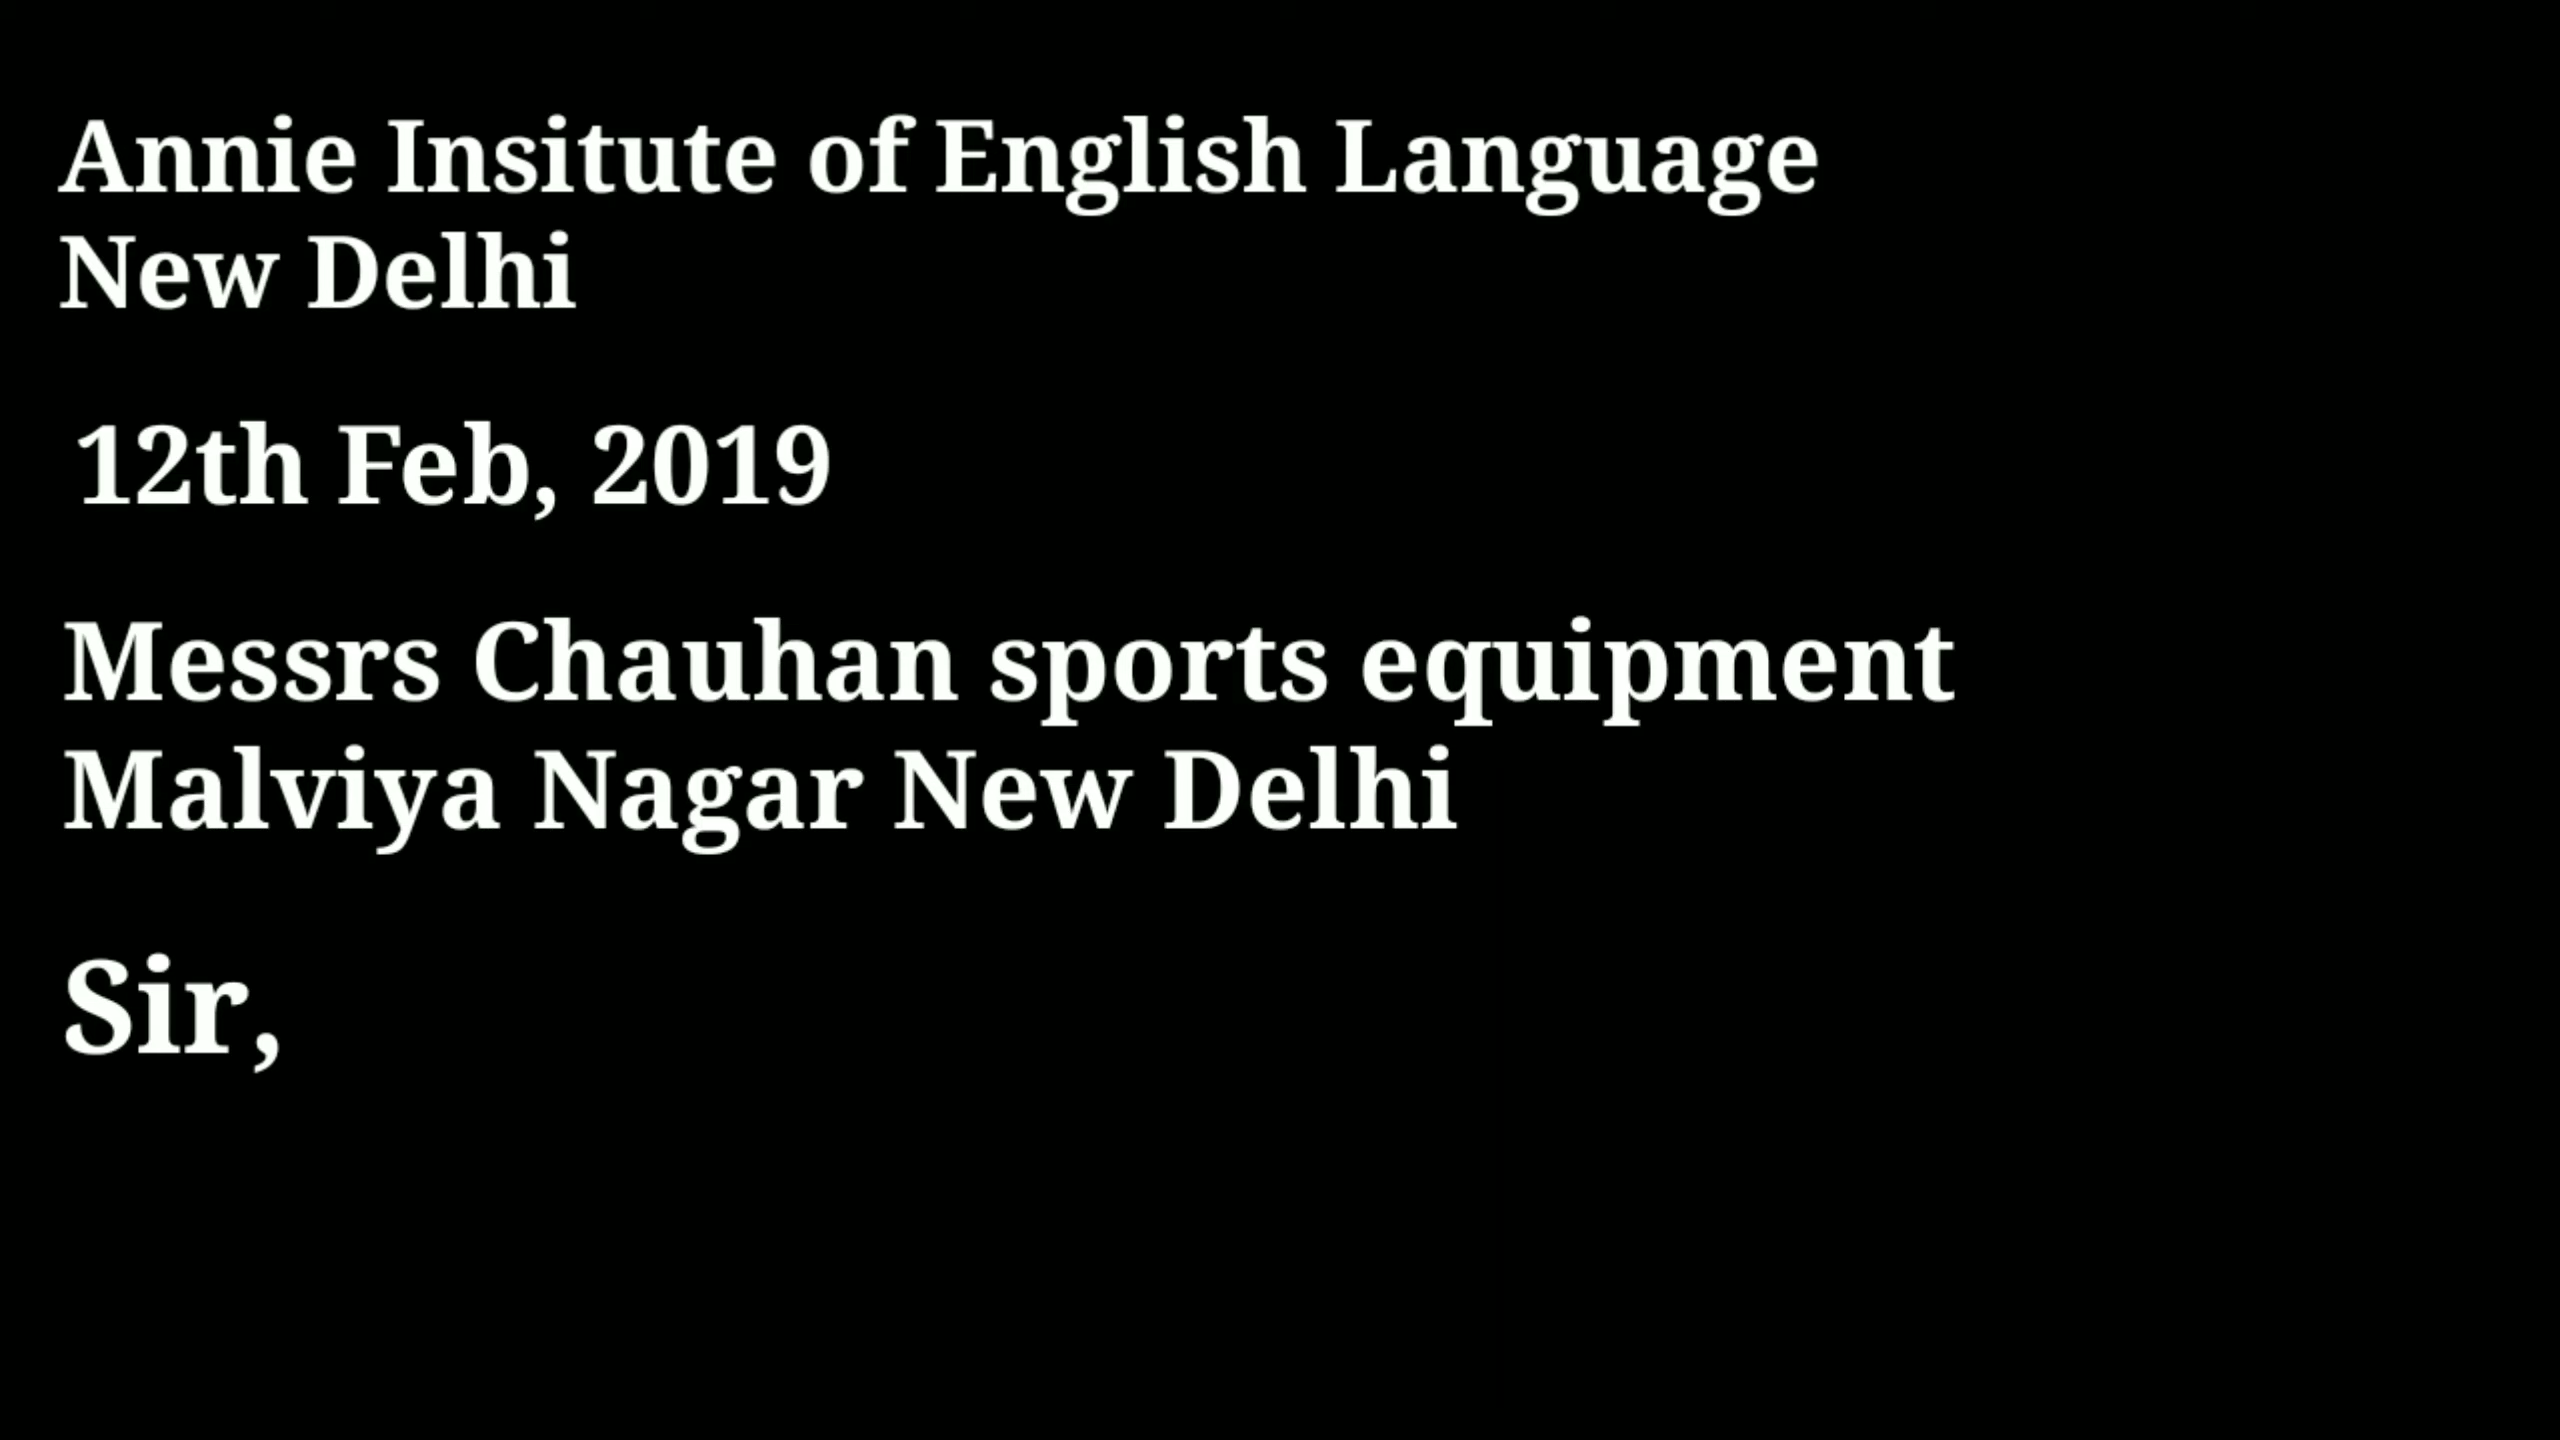 Annie Insitute of English Language
New Delhi
12th Feb, 2019
Messrs Chauhan sports equipment
Malviya Nagar New Delhi
Sir,